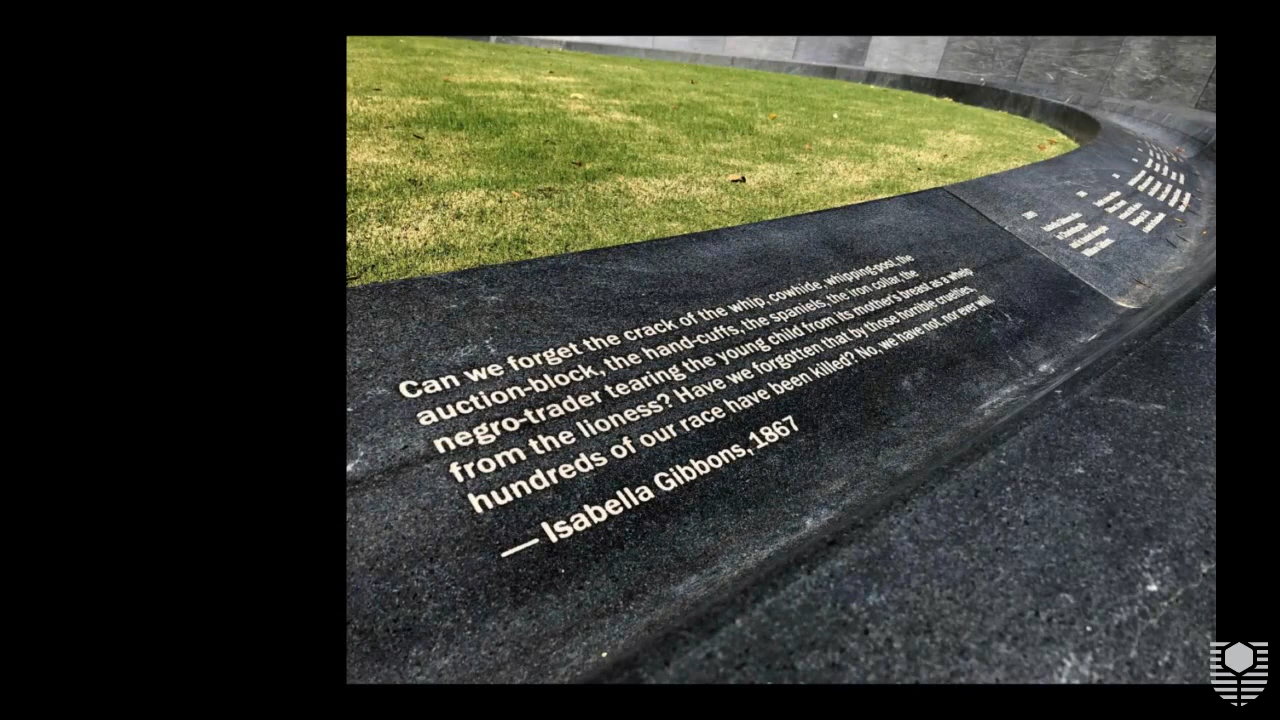 Can we forget the crack of the whip, cowhide, whipping-post, the
auction-block, the hand-cuffs, the spaniels, the iron collar, the
negro-trader tearing the young child from its mother's breast as a whelp
from the lioness? Have we forgotten that by those horrible cruelties,
hundreds of our race have been killed? No, we have not, nor ever will.
— Isabella Gibbons, 1867